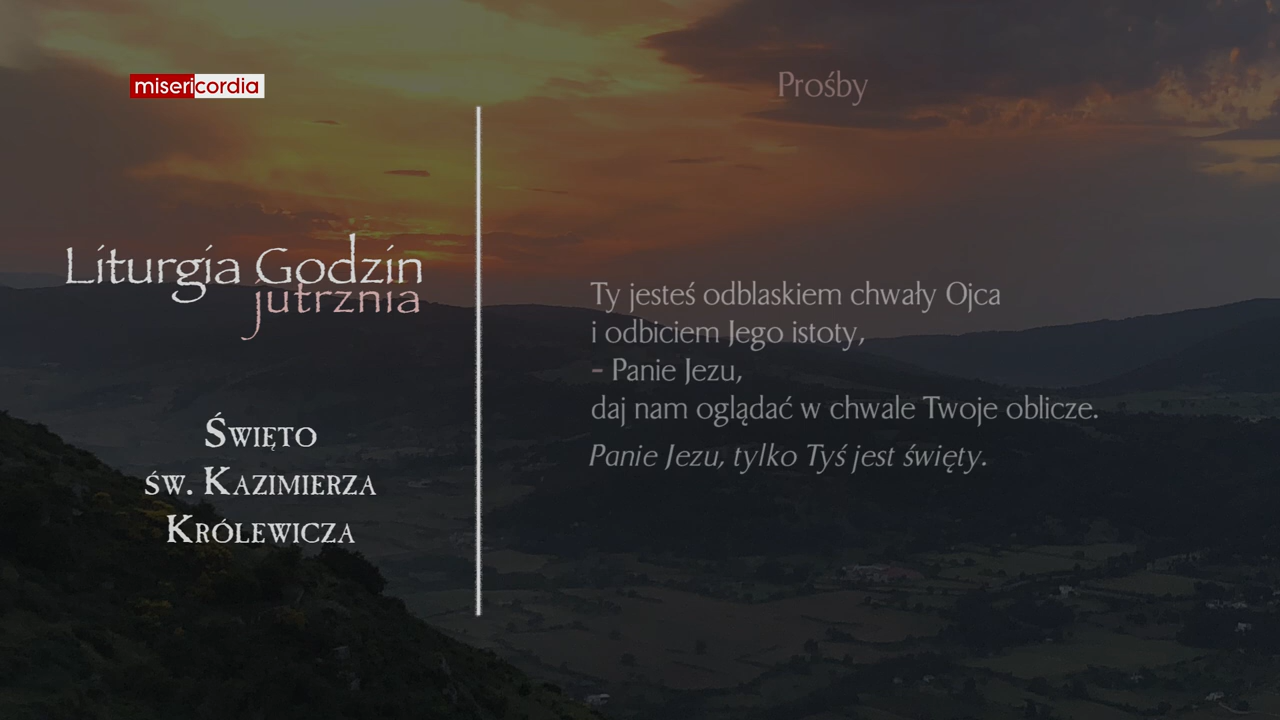 misericordia
Prośby
Liturgia Godzin
jutrznia
Święto
św. Kazimierza
Królewicza
Ty jesteś odblaskiem chwały Ojca
i odbiciem Jego istoty,
– Panie Jezu,
daj nam oglądać w chwale Twoje oblicze.
Panie Jezu, tylko Tyś jest święty.